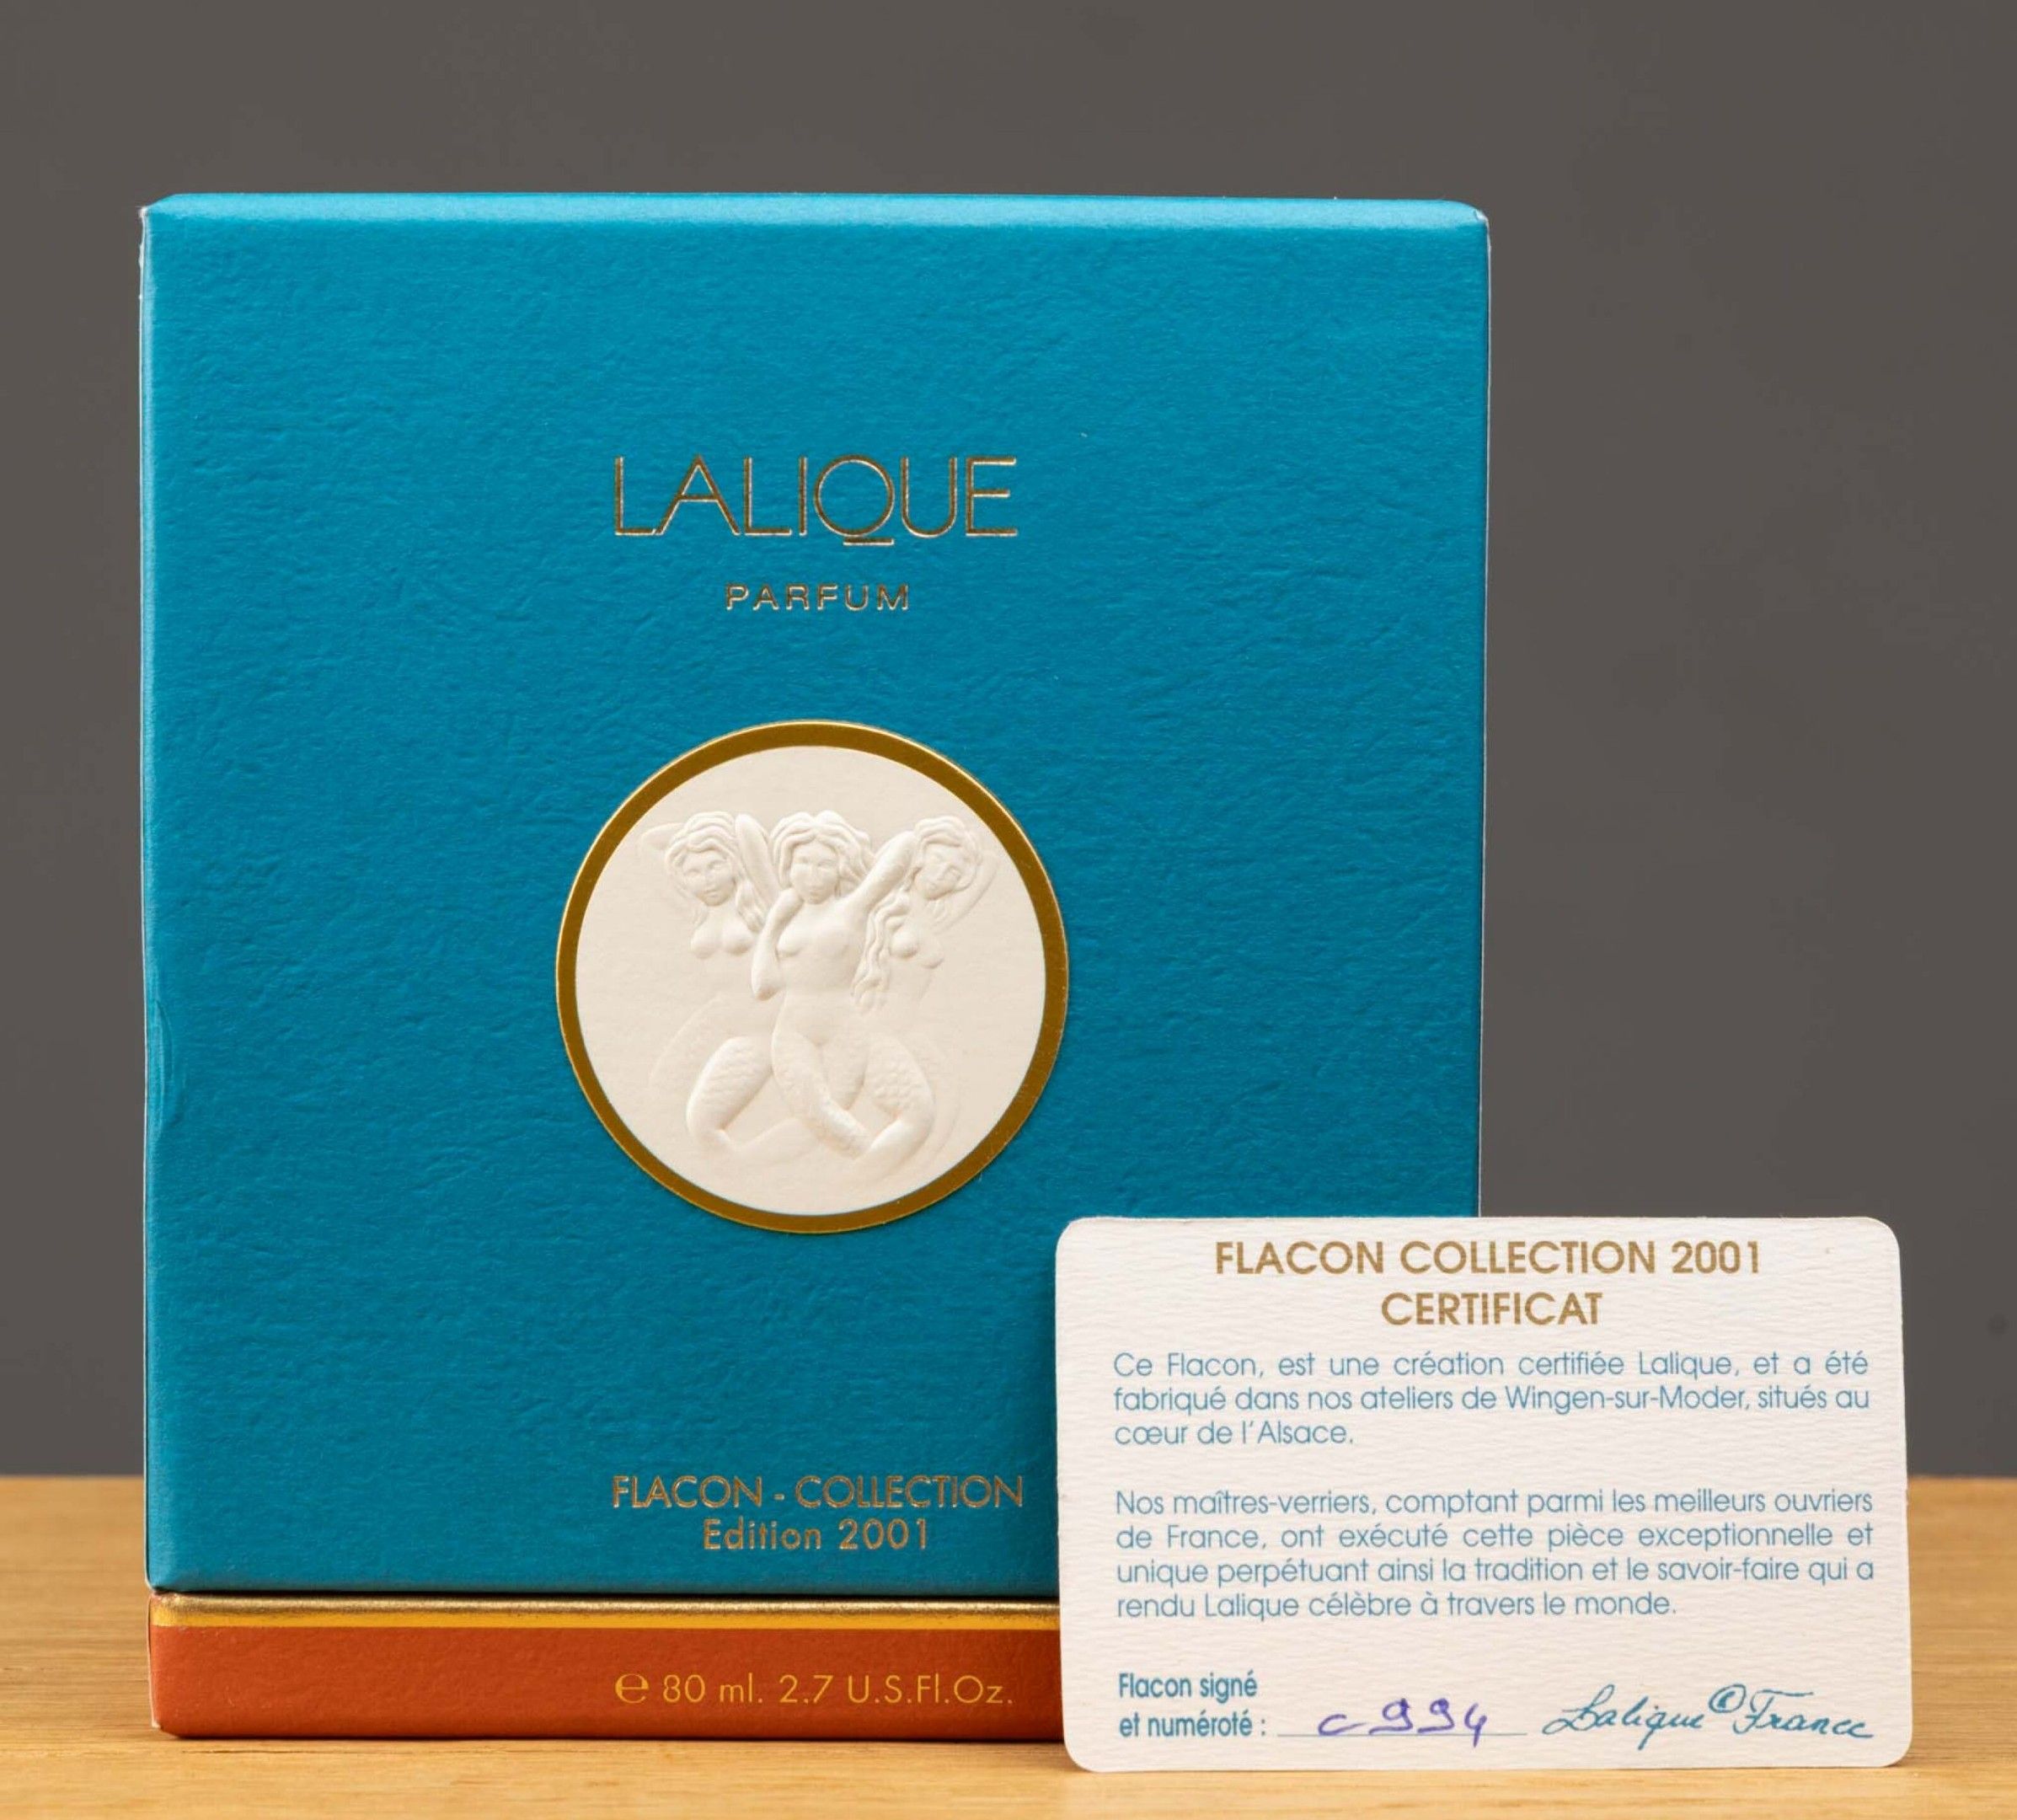 LALIQUE
PARFUM
FLACON - COLLECTION
Edition 2001
℮ 80 ml. 2.7 U.S.Fl.Oz.
FLACON COLLECTION 2001
CERTIFICAT
Ce Flacon, est une création certifiée Lalique, et a été
fabriqué dans nos ateliers de Wingen-sur-Moder, situés au
cœur de l'Alsace.
Nos maîtres-verriers, comptant parmi les meilleurs ouvriers
de France, ont exécuté cette pièce exceptionnelle et
unique perpétuant ainsi la tradition et le savoir-faire qui a
rendu Lalique célèbre à travers le monde.
Flacon signé
et numéroté : c 994 Lalique © France